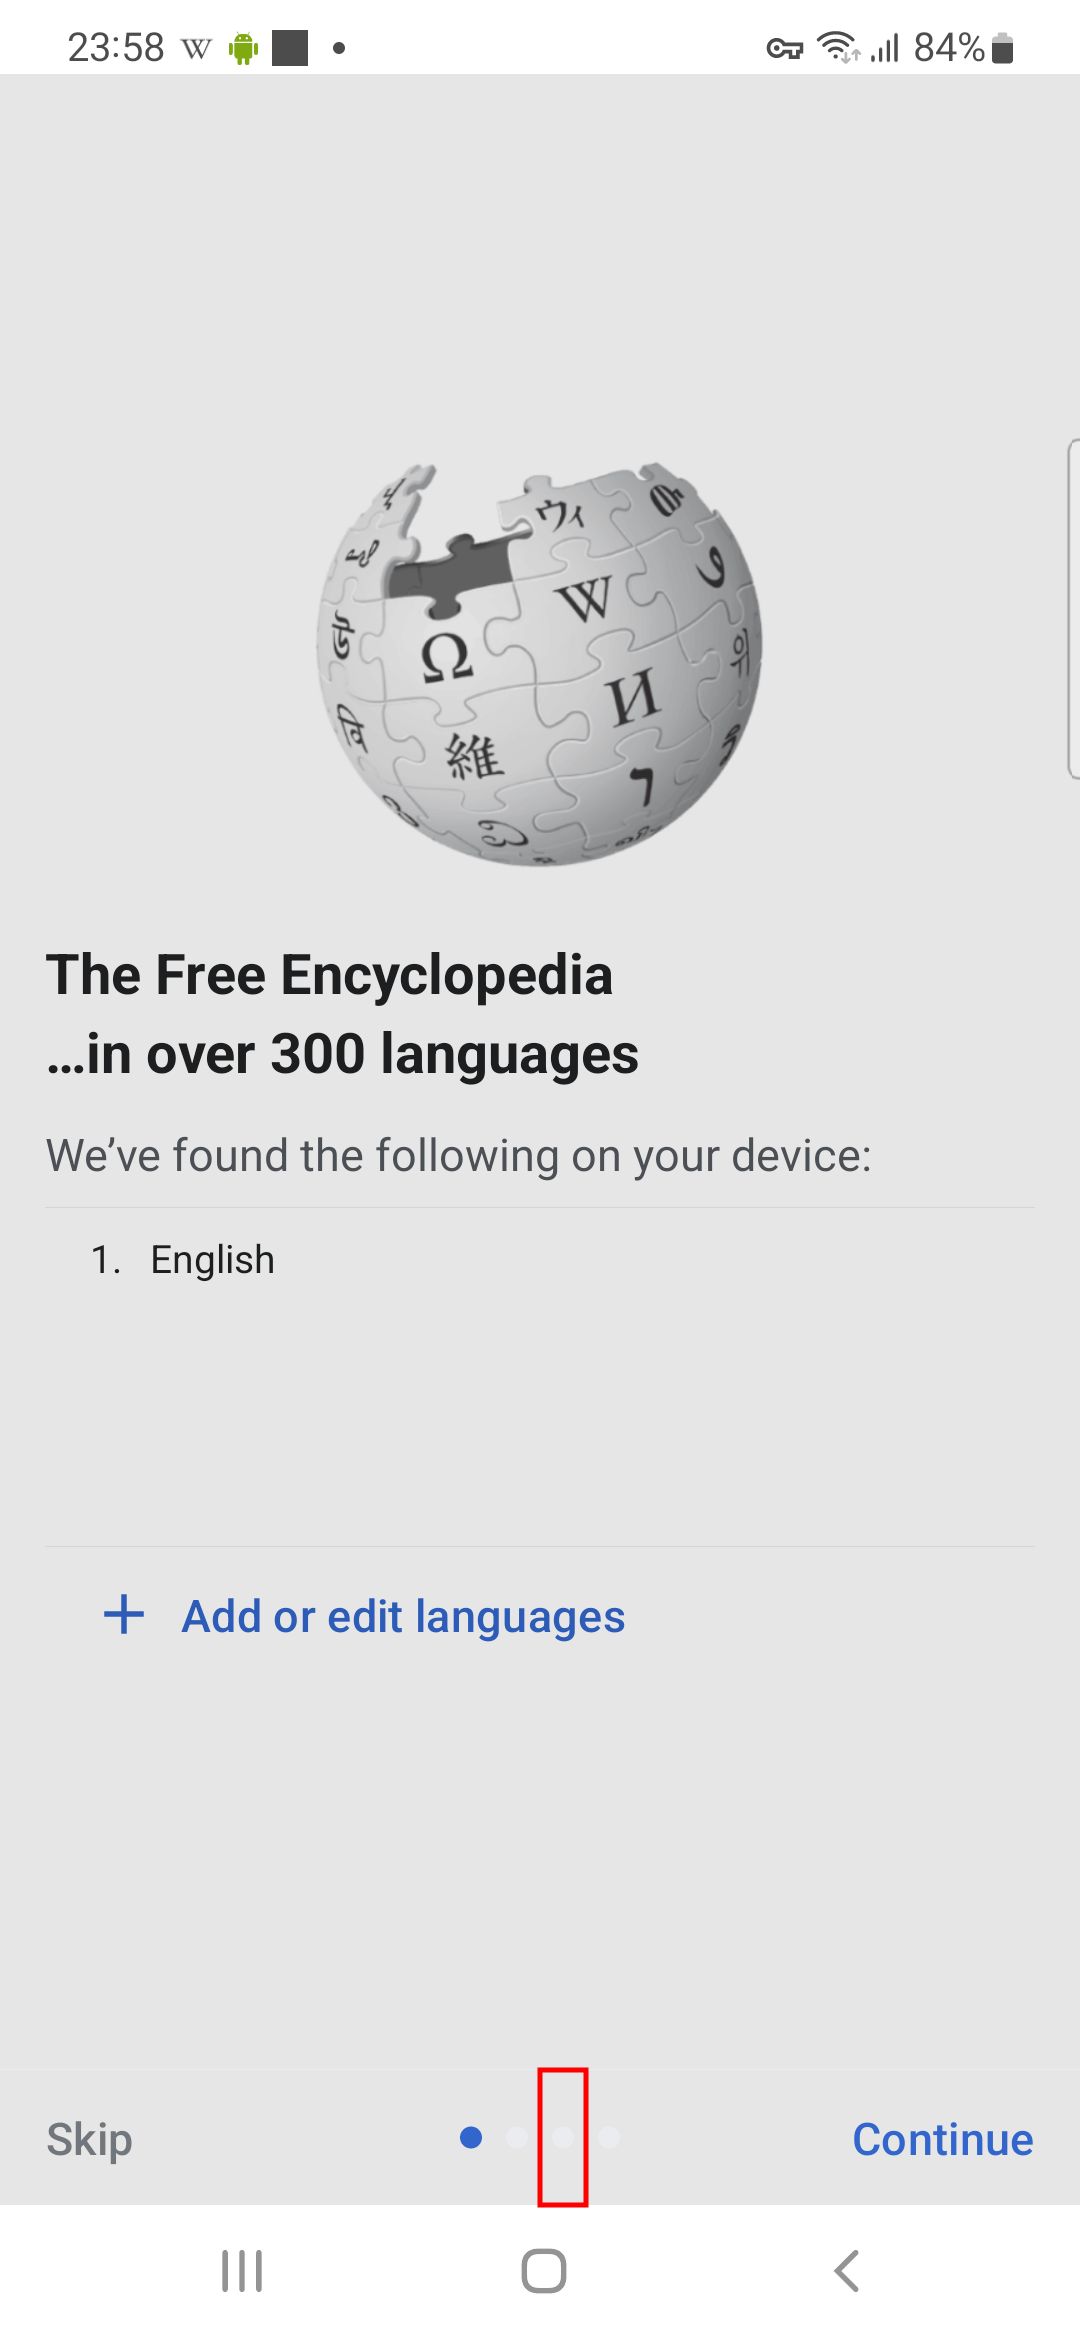 23:58 W 84%
ウィ
W
Ω
И
위
維
The Free Encyclopedia
…in over 300 languages
We’ve found the following on your device:
1. English
+ Add or edit languages
Skip
Continue